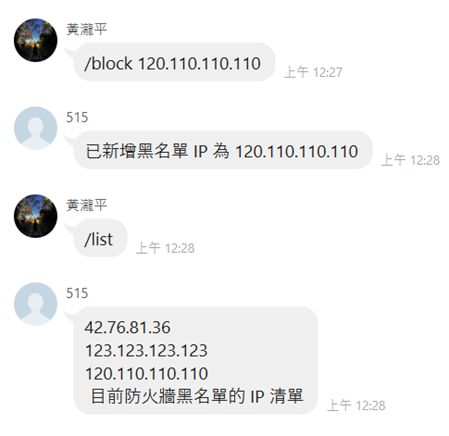 黃瀧平
/block 120.110.110.110
上午 12:27
515
已新增黑名單 IP 為 120.110.110.110
上午 12:28
黃瀧平
/list
上午 12:28
515
42.76.81.36
123.123.123.123
120.110.110.110
目前防火牆黑名單的 IP 清單
上午 12:28